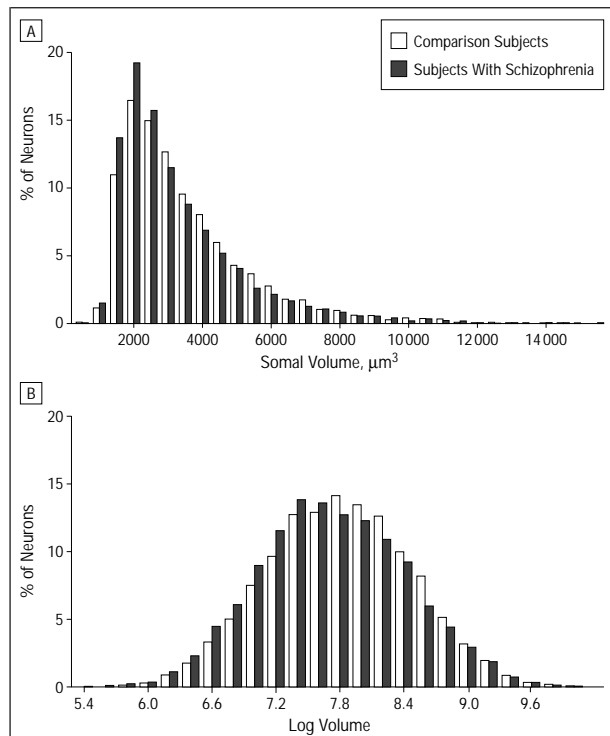 A
Comparison Subjects
Subjects With Schizophrenia
20
15
10
5
0
% of Neurons
2000 4000 6000 8000 10 000 12 000 14 000
Somal Volume, μm³
B
20
15
10
5
0
% of Neurons
5.4 6.0 6.6 7.2 7.8 8.4 9.0 9.6
Log Volume